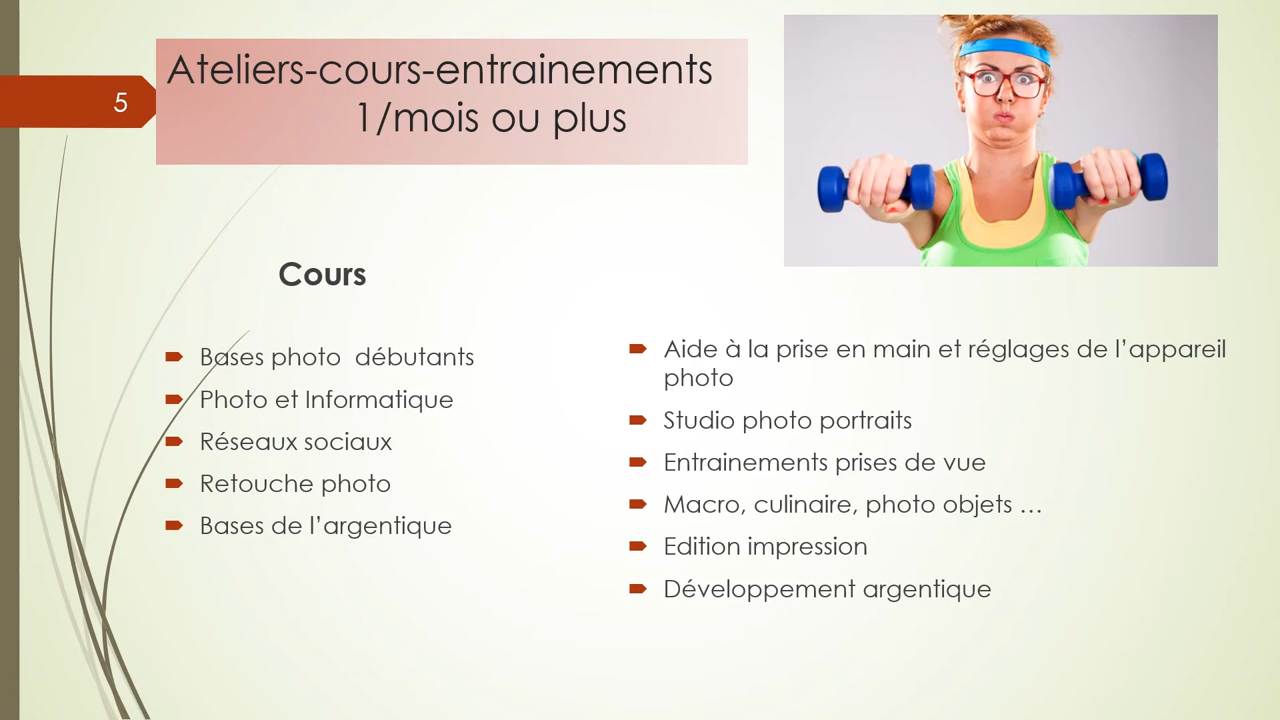 5
Ateliers-cours-entrainements
1/mois ou plus
Cours
Bases photo  débutants
Photo et Informatique
Réseaux sociaux
Retouche photo
Bases de l’argentique
Aide à la prise en main et réglages de l’appareil
photo
Studio photo portraits
Entrainements prises de vue
Macro, culinaire, photo objets …
Edition impression
Développement argentique